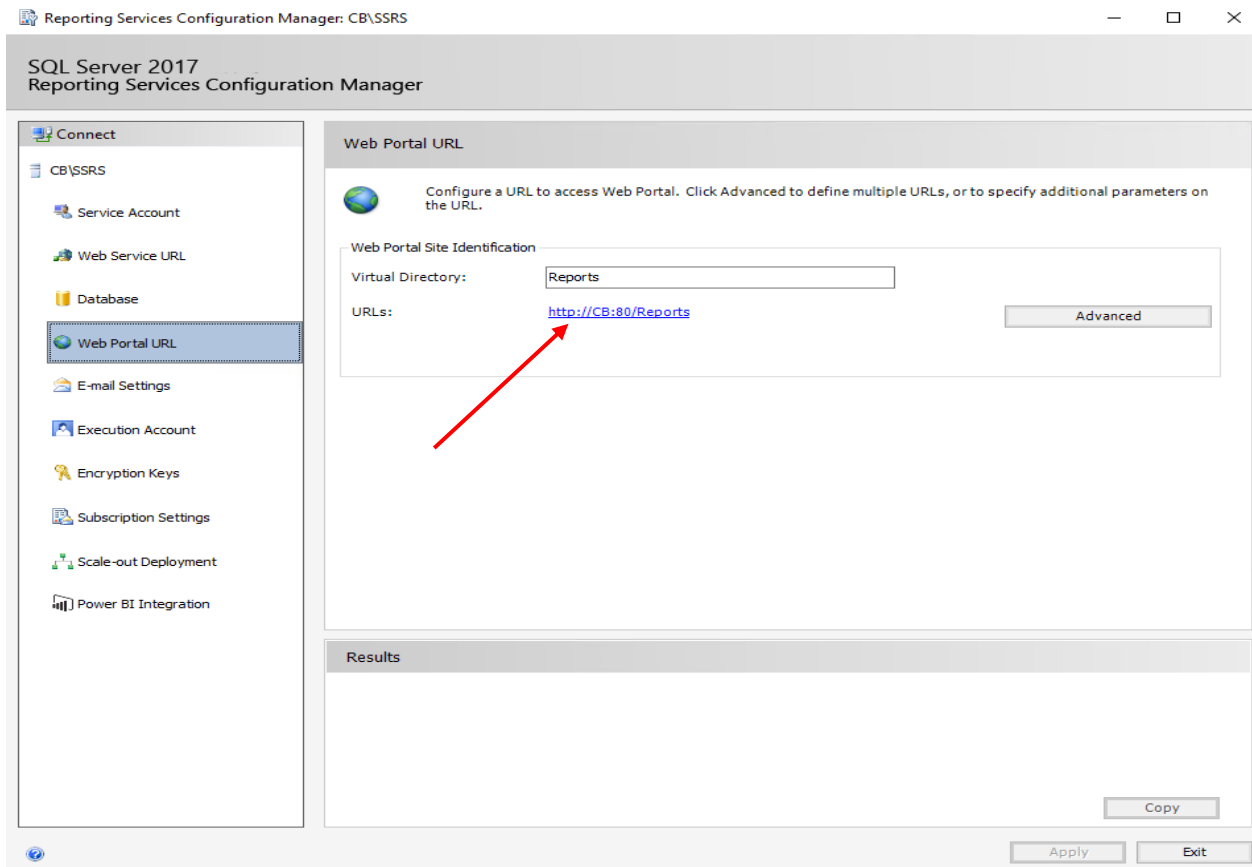 Reporting Services Configuration Manager: CB\SSRS
SQL Server 2017
Reporting Services Configuration Manager
Connect
CB\SSRS
Service Account
Web Service URL
Database
Web Portal URL
E-mail Settings
Execution Account
Encryption Keys
Subscription Settings
Scale-out Deployment
Power BI Integration
Web Portal URL
Configure a URL to access Web Portal. Click Advanced to define multiple URLs, or to specify additional parameters on
the URL.
Web Portal Site Identification
Virtual Directory: Reports
URLs: http://CB:80/Reports Advanced
Results
Copy
Apply Exit